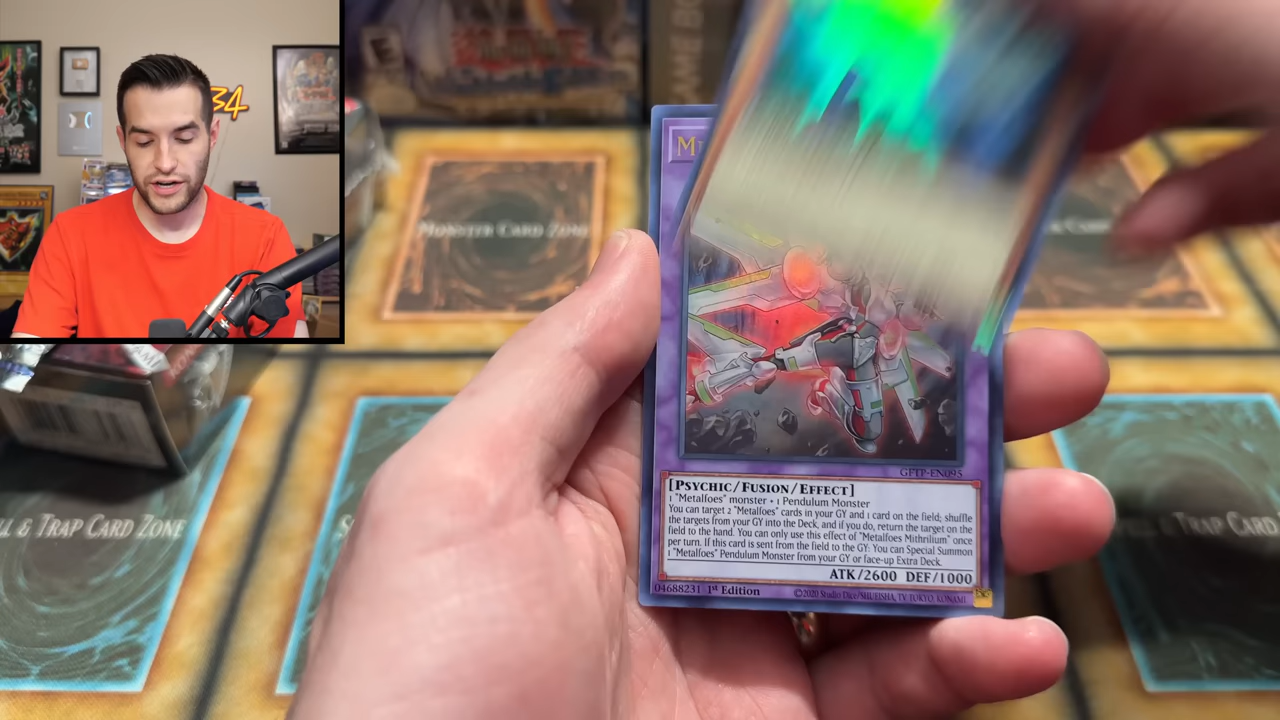 34
GAME BO
MONSTER CARD ZONE
M
GFTP-EN095
[PSYCHIC/FUSION/EFFECT]
1 "Metalfoes" monster + 1 Pendulum Monster
You can target 2 "Metalfoes" cards in your GY and 1 card on the field; shuffle
the targets from your GY into the Deck, and if you do, return the target on the
field to the hand. You can only use this effect of "Metalfoes Mithrilium" once
per turn. If this card is sent from the field to the GY: You can Special Summon
1 "Metalfoes" Pendulum Monster from your GY or face-up Extra Deck.
ATK/2600 DEF/1000
04688231 1st Edition
©2020 Studio Dice/SHUEISHA, TV TOKYO, KONAMI
LL & TRAP CARD ZONE
S
LL & TRAP CARD